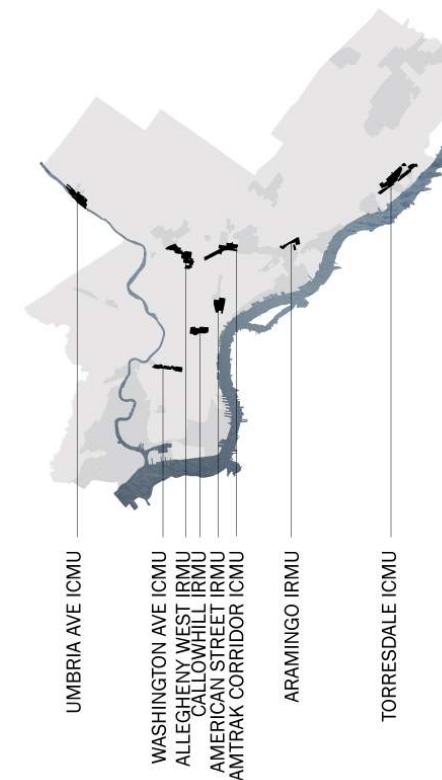 UMBRIA AVE ICMU
WASHINGTON AVE ICMU
ALLEGHENY WEST IRMU
CALLOWHILL IRMU
AMERICAN STREET IRMU
AMTRAK CORRIDOR ICMU
ARAMINGO IRMU
TORRESDALE ICMU